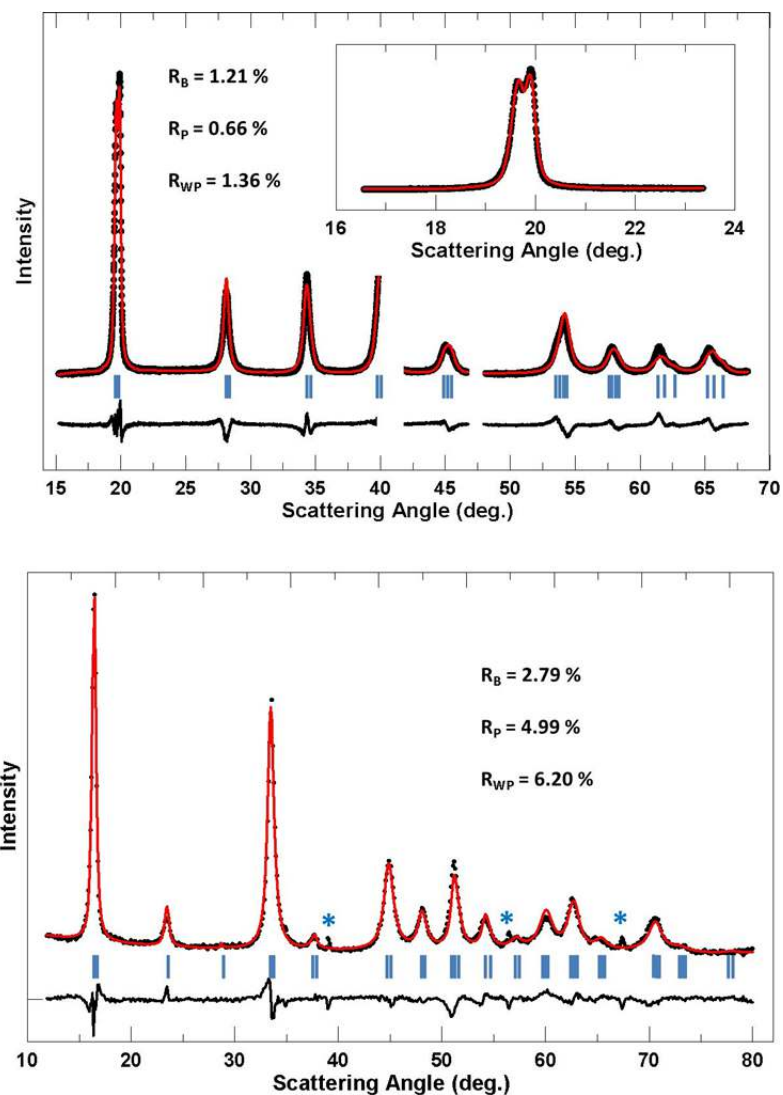 R_B = 1.21 %
R_P = 0.66 %
R_WP = 1.36 %
16 18 20 22 24
Scattering Angle (deg.)
Intensity
15 20 25 30 35 40 45 50 55 60 65 70
Scattering Angle (deg.)
R_B = 2.79 %
R_P = 4.99 %
R_WP = 6.20 %
Intensity
* * *
10 20 30 40 50 60 70 80
Scattering Angle (deg.)